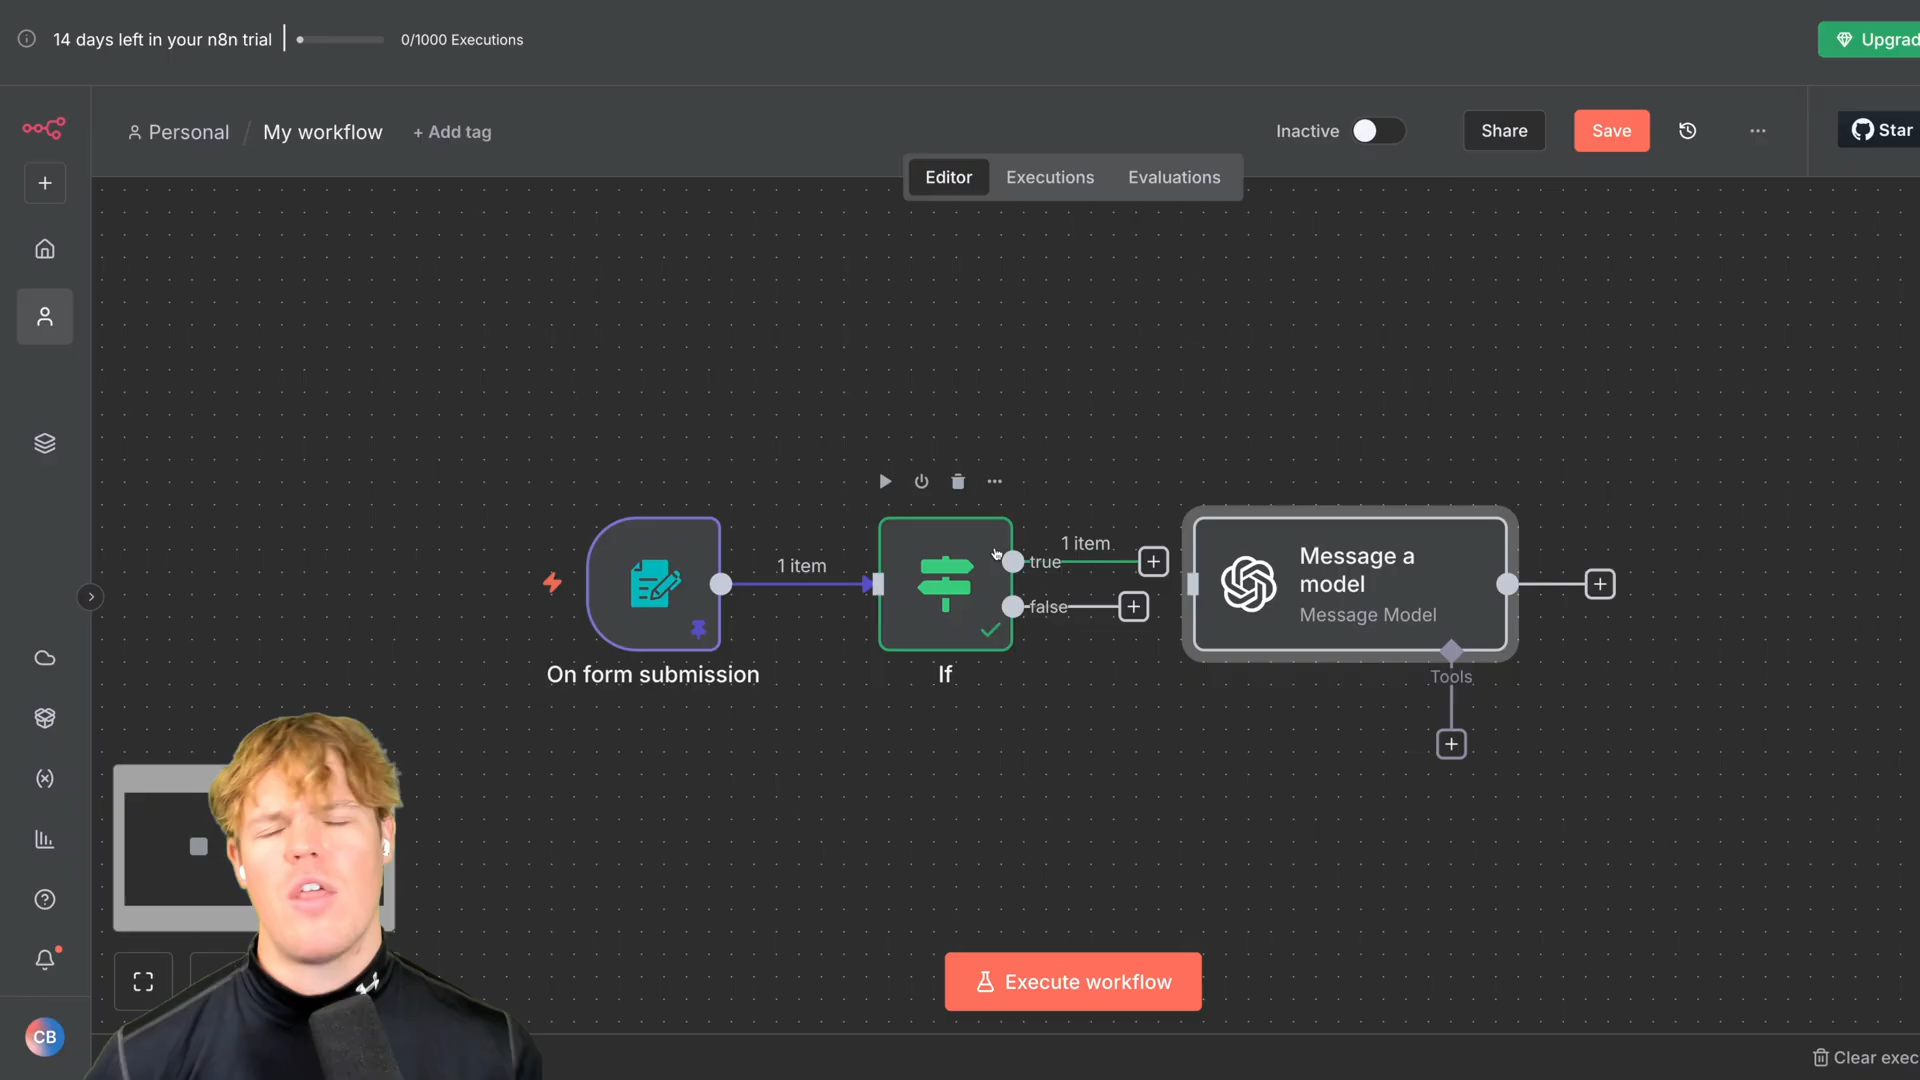 14 days left in your n8n trial
0/1000 Executions
Upgrad
Personal / My workflow
+ Add tag
Inactive
Share
Save
Star
Editor
Executions
Evaluations
1 item
1 item
true
false
Message a
model
Message Model
Tools
On form submission
If
Execute workflow
CB
Clear exec